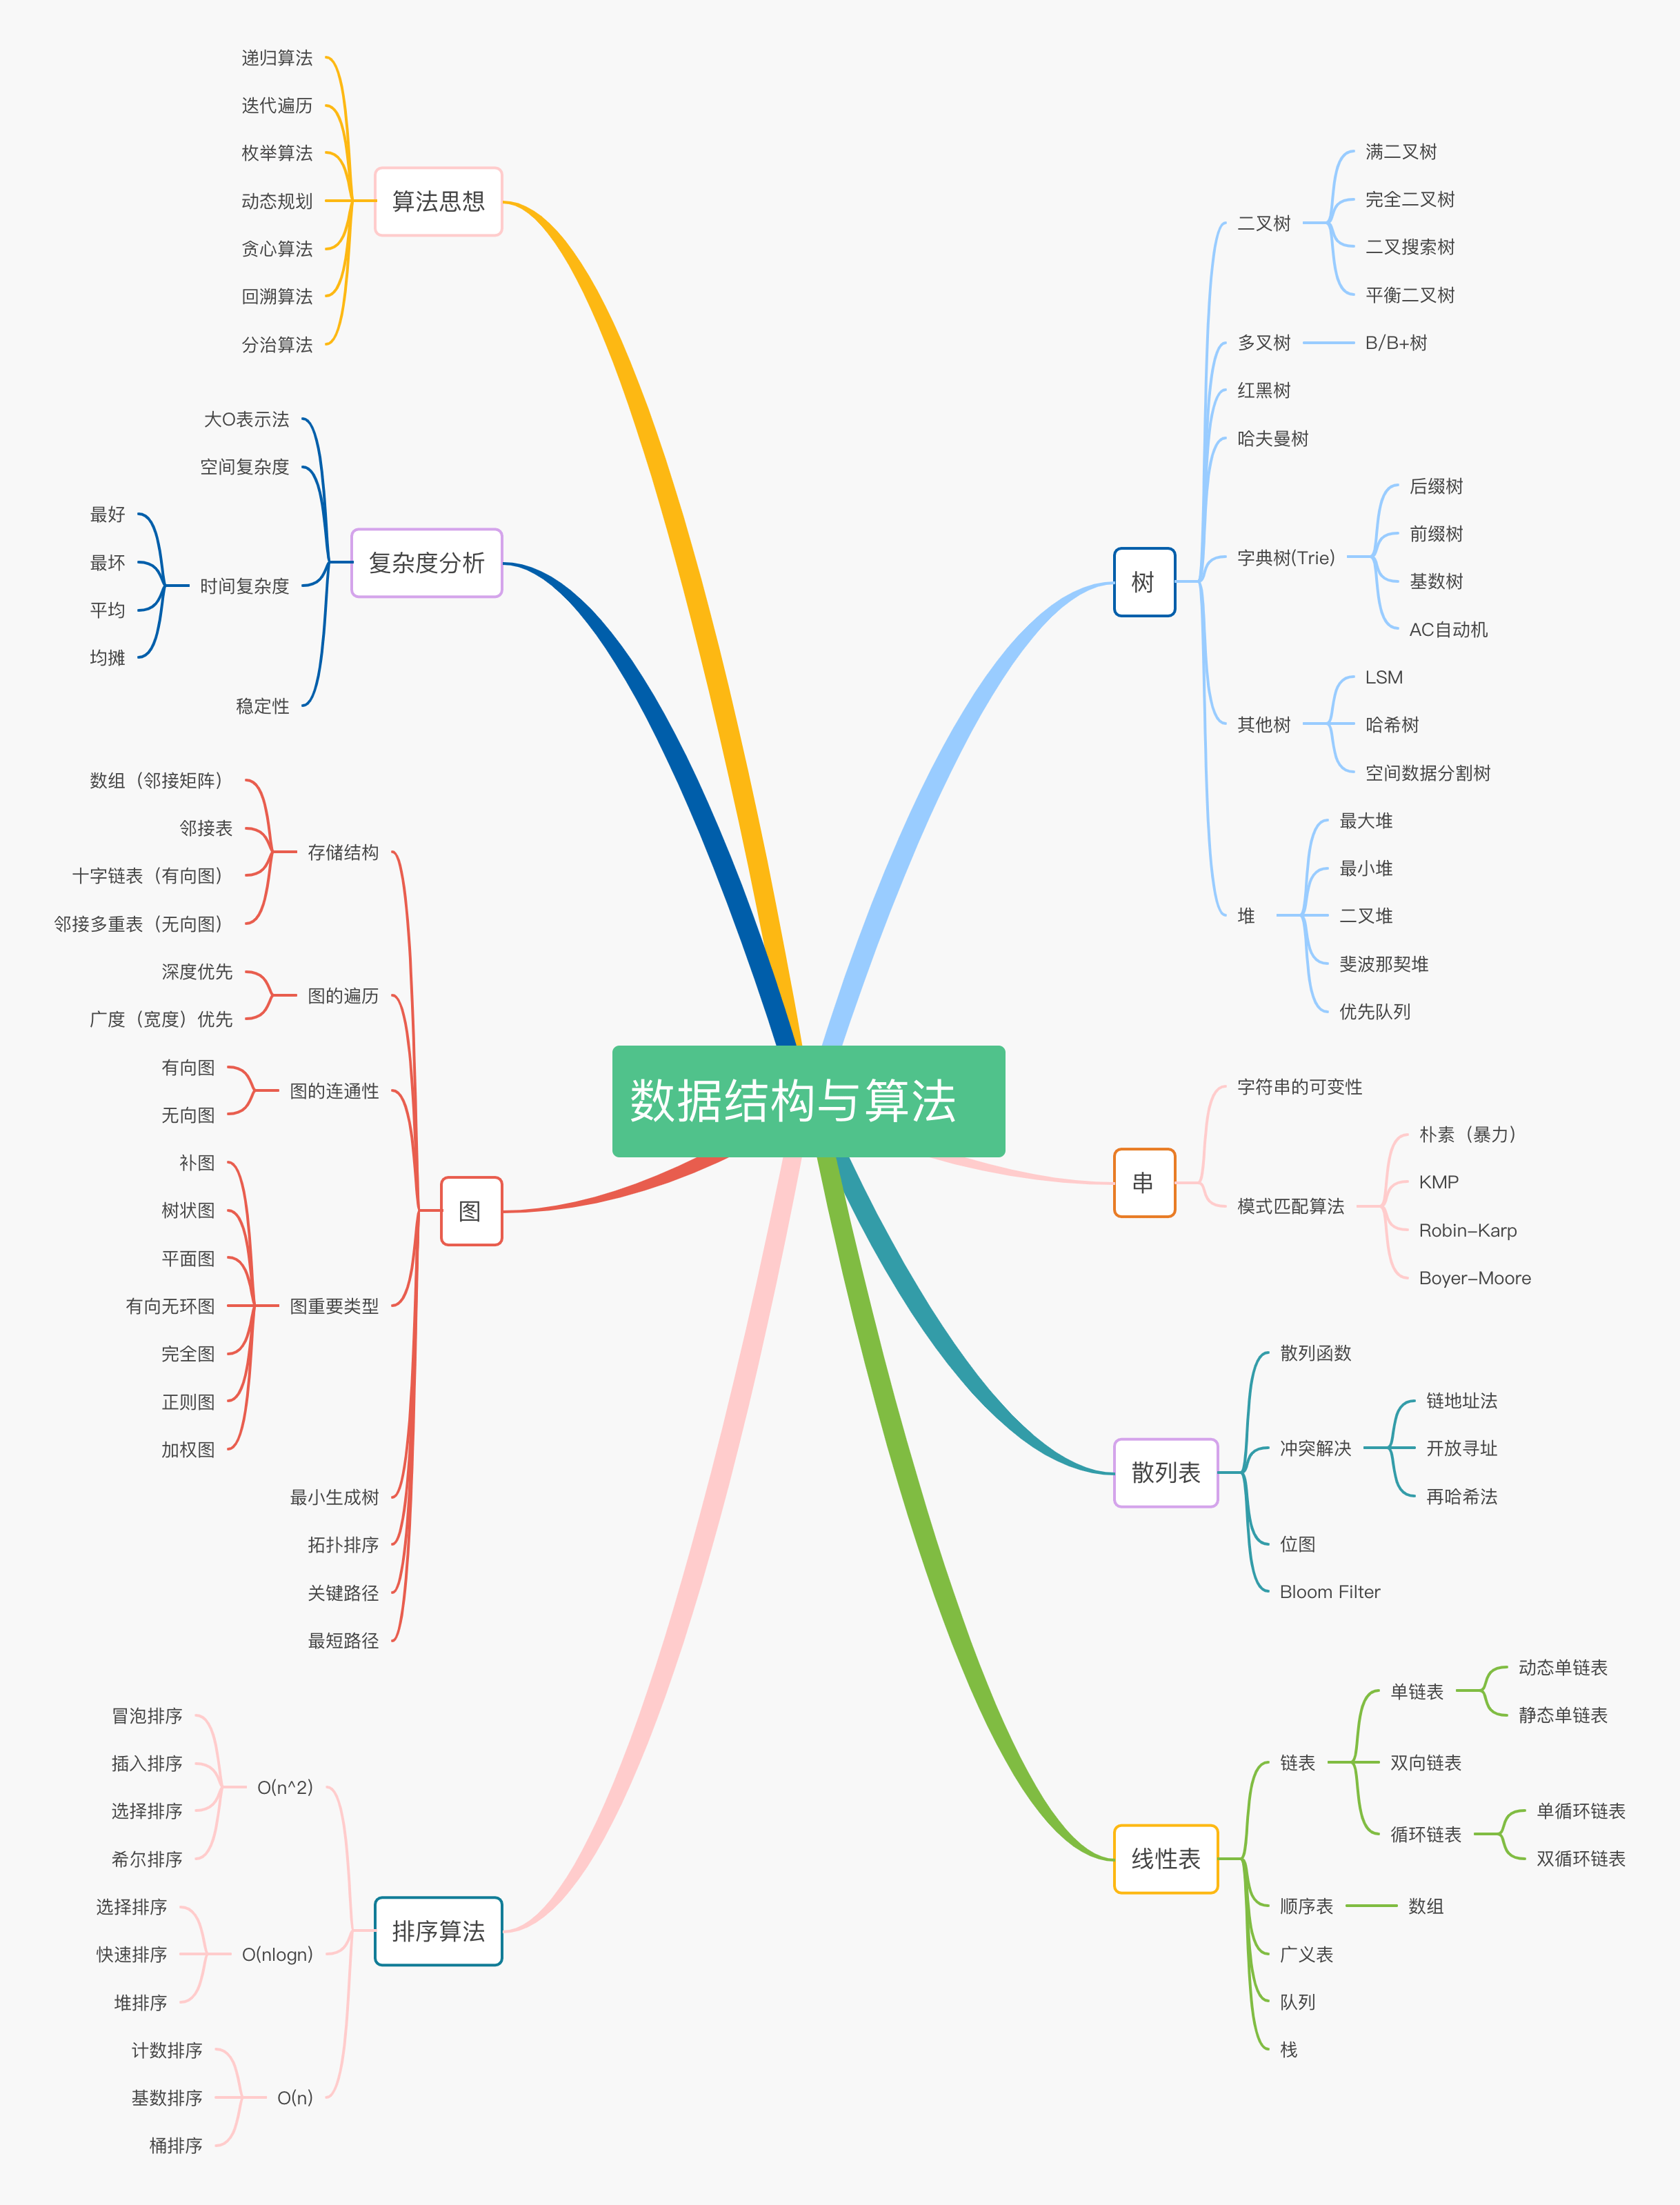 数据结构与算法
算法思想
递归算法
迭代遍历
枚举算法
动态规划
贪心算法
回溯算法
分治算法
复杂度分析
大O表示法
空间复杂度
时间复杂度
最好
最坏
平均
均摊
稳定性
图
存储结构
数组（邻接矩阵）
邻接表
十字链表（有向图）
邻接多重表（无向图）
图的遍历
深度优先
广度（宽度）优先
图的连通性
有向图
无向图
图重要类型
补图
树状图
平面图
有向无环图
完全图
正则图
加权图
最小生成树
拓扑排序
关键路径
最短路径
排序算法
O(n^2)
冒泡排序
插入排序
选择排序
希尔排序
O(nlogn)
选择排序
快速排序
堆排序
O(n)
计数排序
基数排序
桶排序
树
二叉树
满二叉树
完全二叉树
二叉搜索树
平衡二叉树
多叉树
B/B+树
红黑树
哈夫曼树
字典树(Trie)
后缀树
前缀树
基数树
AC自动机
其他树
LSM
哈希树
空间数据分割树
堆
最大堆
最小堆
二叉堆
斐波那契堆
优先队列
串
字符串的可变性
模式匹配算法
朴素（暴力）
KMP
Robin-Karp
Boyer-Moore
散列表
散列函数
冲突解决
链地址法
开放寻址
再哈希法
位图
Bloom Filter
线性表
链表
单链表
动态单链表
静态单链表
双向链表
循环链表
单循环链表
双循环链表
顺序表
数组
广义表
队列
栈